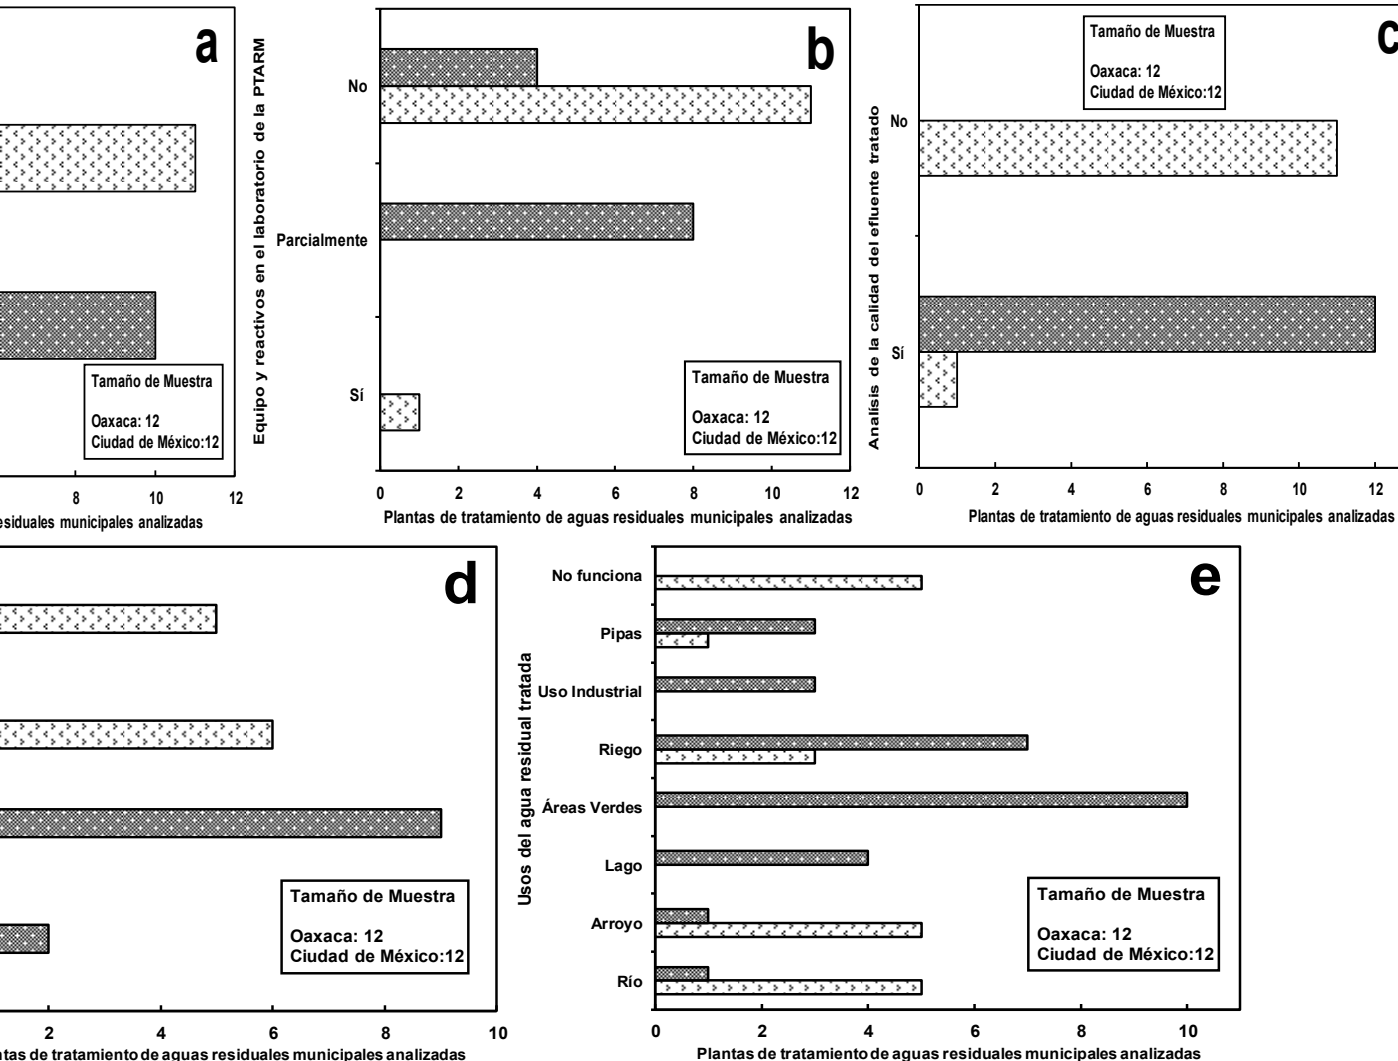 a
Tamaño de Muestra
Oaxaca: 12
Ciudad de México:12
8 10 12
municipales analizadas
b
Equipo y reactivos en el laboratorio de la PTARM
No
Parcialmente
Sí
Tamaño de Muestra
Oaxaca: 12
Ciudad de México:12
0 2 4 6 8 10 12
Plantas de tratamiento de aguas residuales municipales analizadas
c
Analisis de la calidad del efluente tratado
Tamaño de Muestra
Oaxaca: 12
Ciudad de México:12
No
Sí
0 2 4 6 8 10 12
Plantas de tratamiento de aguas residuales municipales analizadas
d
Tamaño de Muestra
Oaxaca: 12
Ciudad de México:12
2 4 6 8 10
de tratamiento de aguas residuales municipales analizadas
e
Usos del agua residual tratada
No funciona
Pipas
Uso Industrial
Riego
Áreas Verdes
Lago
Arroyo
Río
Tamaño de Muestra
Oaxaca: 12
Ciudad de México:12
0 2 4 6 8 10
Plantas de tratamiento de aguas residuales municipales analizadas